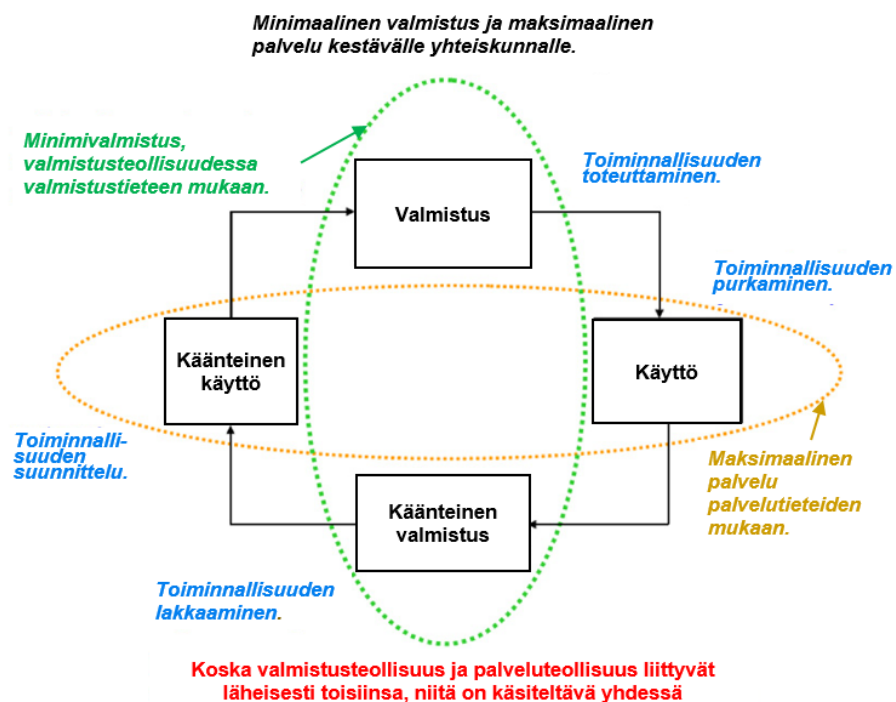 Minimaalinen valmistus ja maksimaalinen
palvelu kestävälle yhteiskunnalle.
Minimivalmistus,
valmistusteollisuudessa
valmistustieteen mukaan.
Toiminnallisuuden
toteuttaminen.
Valmistus
Toiminnallisuuden
purkaminen.
Käänteinen
käyttö
Käyttö
Toiminnalli-
suuden
suunnittelu.
Maksimaalinen
palvelu
palvelutieteiden
mukaan.
Käänteinen
valmistus
Toiminnallisuuden
lakkaaminen.
Koska valmistusteollisuus ja palveluteollisuus liittyvät
läheisesti toisiinsa, niitä on käsiteltävä yhdessä